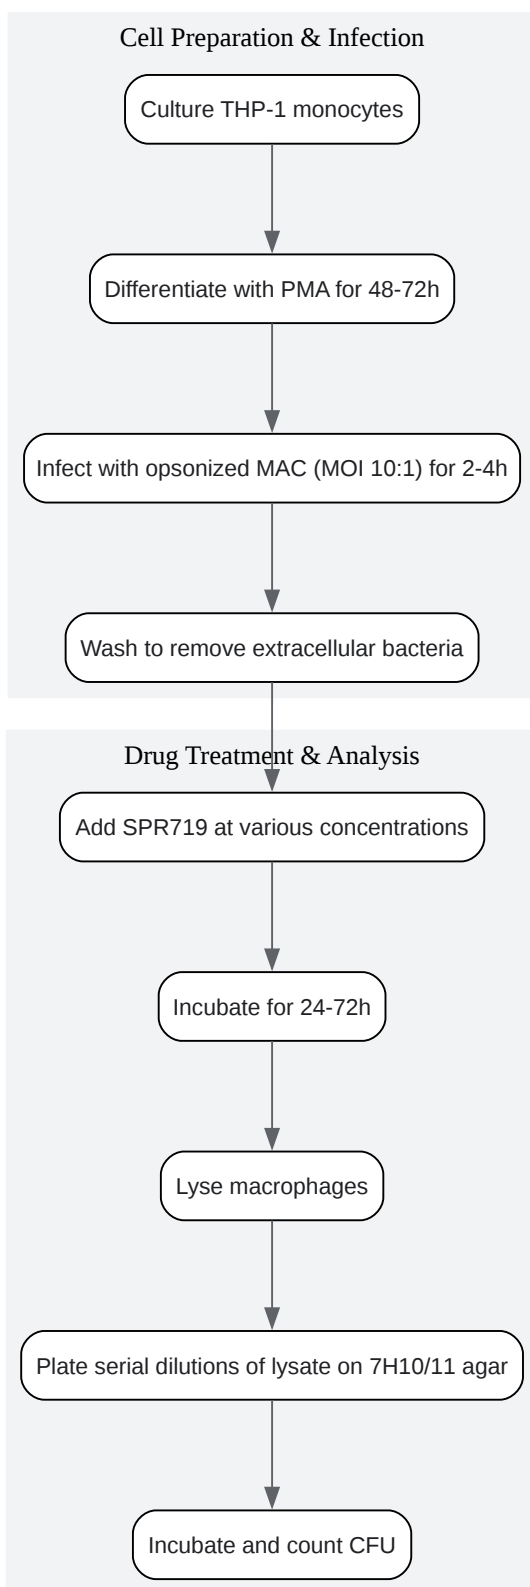 Cell Preparation & Infection
Culture THP-1 monocytes
Differentiate with PMA for 48-72h
Infect with opsonized MAC (MOI 10:1) for 2-4h
Wash to remove extracellular bacteria
Drug Treatment & Analysis
Add SPR719 at various concentrations
Incubate for 24-72h
Lyse macrophages
Plate serial dilutions of lysate on 7H10/11 agar
Incubate and count CFU